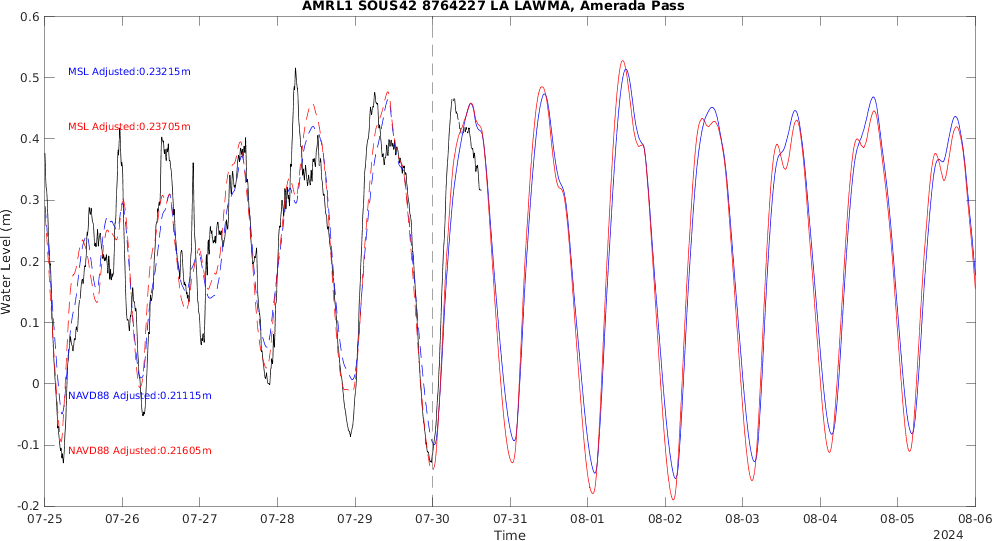 AMRL1 SOUS42 8764227 LA LAWMA, Amerada Pass
0.6
0.5
0.4
0.3
0.2
0.1
0
-0.1
-0.2
Water Level (m)
MSL Adjusted:0.23215m
MSL Adjusted:0.23705m
NAVD88 Adjusted:0.21115m
NAVD88 Adjusted:0.21605m
07-25 07-26 07-27 07-28 07-29 07-30 07-31 08-01 08-02 08-03 08-04 08-05 08-06
Time
2024